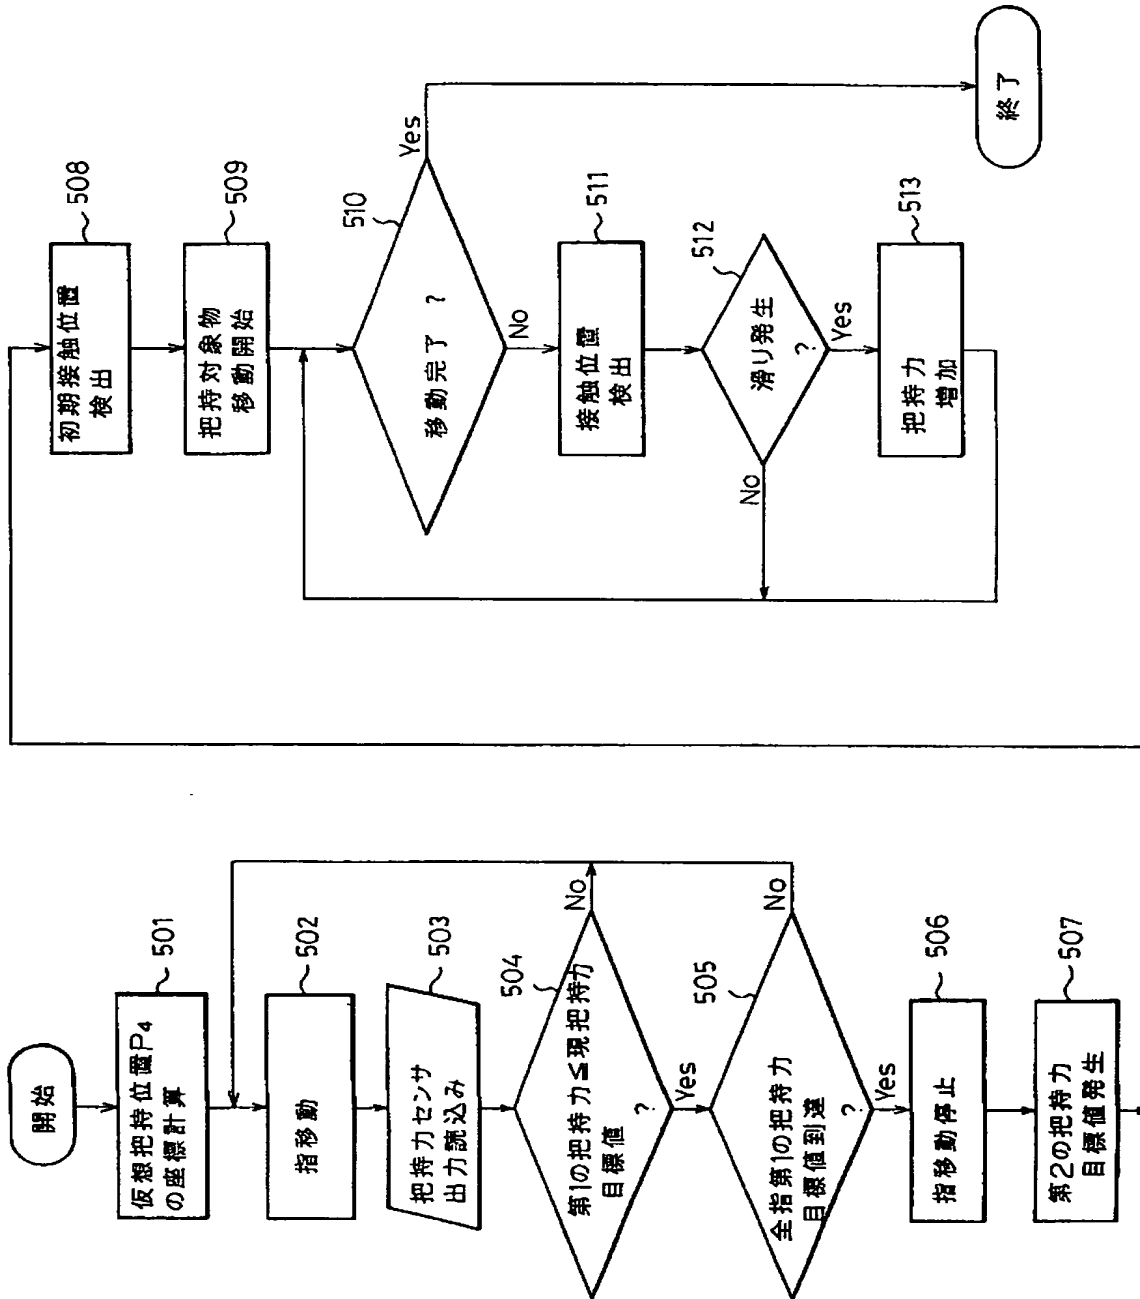 開始
仮想把持位置P4
の座標計算
501
指移動
502
把持力センサ
出力読込み
503
第1の把持力≦現把持力
目標値
?
504
No
Yes
全指第1の把持力
目標値到達
?
505
No
Yes
指移動停止
506
第2の把持力
目標値発生
507
初期接触位置
検出
508
把持対象物
移動開始
509
移動完了 ?
510
Yes
No
接触位置
検出
511
滑り発生
?
512
No
Yes
把持力
増加
513
終了